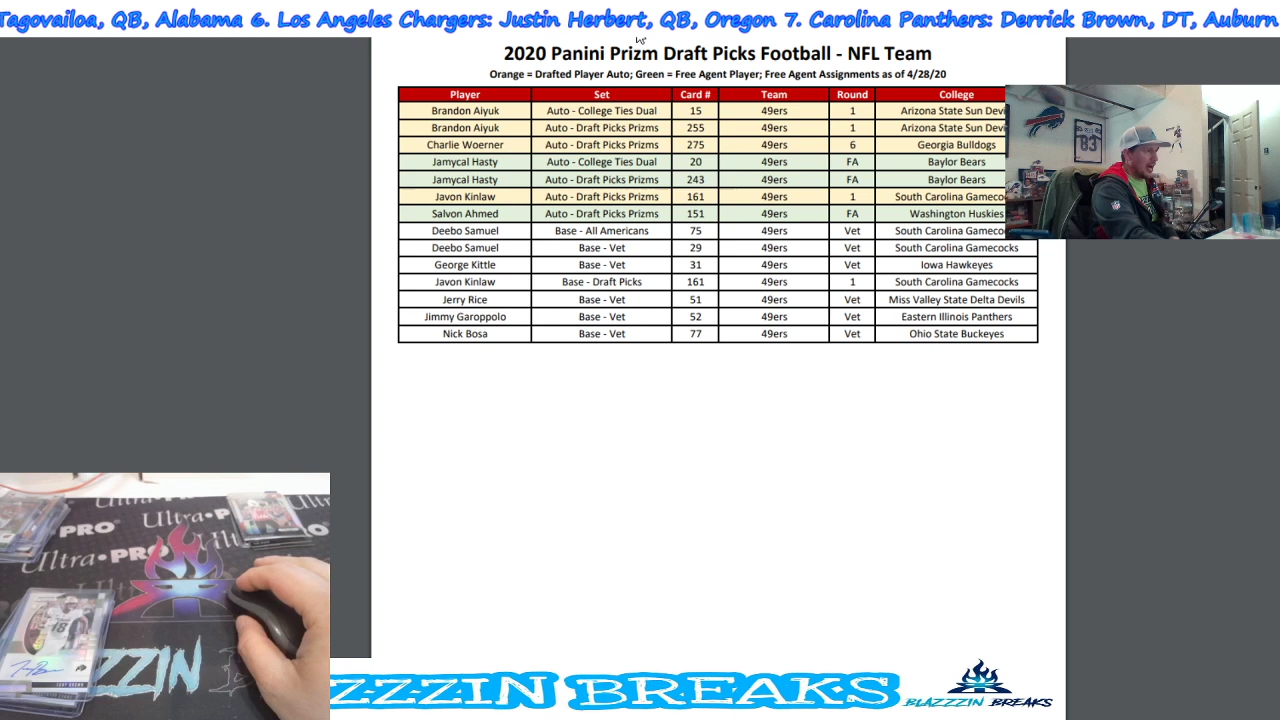 Tagovailoa, QB, Alabama 6. Los Angeles Chargers: Justin Herbert, QB, Oregon 7. Carolina Panthers: Derrick Brown, DT, Auburn
2020 Panini Prizm Draft Picks Football - NFL Team
Orange = Drafted Player Auto; Green = Free Agent Player; Free Agent Assignments as of 4/28/20
Player Set Card # Team Round College
Brandon Aiyuk Auto - College Ties Dual 15 49ers 1 Arizona State Sun Devi
Brandon Aiyuk Auto - Draft Picks Prizms 255 49ers 1 Arizona State Sun Devi
Charlie Woerner Auto - Draft Picks Prizms 275 49ers 6 Georgia Bulldogs
Jamycal Hasty Auto - College Ties Dual 20 49ers FA Baylor Bears
Jamycal Hasty Auto - Draft Picks Prizms 243 49ers FA Baylor Bears
Javon Kinlaw Auto - Draft Picks Prizms 161 49ers 1 South Carolina Gameco
Salvon Ahmed Auto - Draft Picks Prizms 151 49ers FA Washington Huskies
Deebo Samuel Base - All Americans 75 49ers Vet South Carolina Gameco
Deebo Samuel Base - Vet 29 49ers Vet South Carolina Gamecocks
George Kittle Base - Vet 31 49ers Vet Iowa Hawkeyes
Javon Kinlaw Base - Draft Picks 161 49ers 1 South Carolina Gamecocks
Jerry Rice Base - Vet 51 49ers Vet Miss Valley State Delta Devils
Jimmy Garoppolo Base - Vet 52 49ers Vet Eastern Illinois Panthers
Nick Bosa Base - Vet 77 49ers Vet Ohio State Buckeyes
83
Ultra
PRO
Ultra•P
Ultra•PRO
Ult
18
ZZIN
ZZZIN BREAKS
BLAZZZIN BREAKS